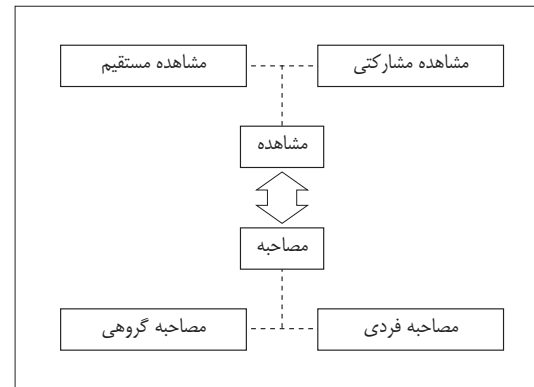 مشاهده مشارکتی
مشاهده مستقیم
مشاهده
مصاحبه
مصاحبه فردی
مصاحبه گروهی